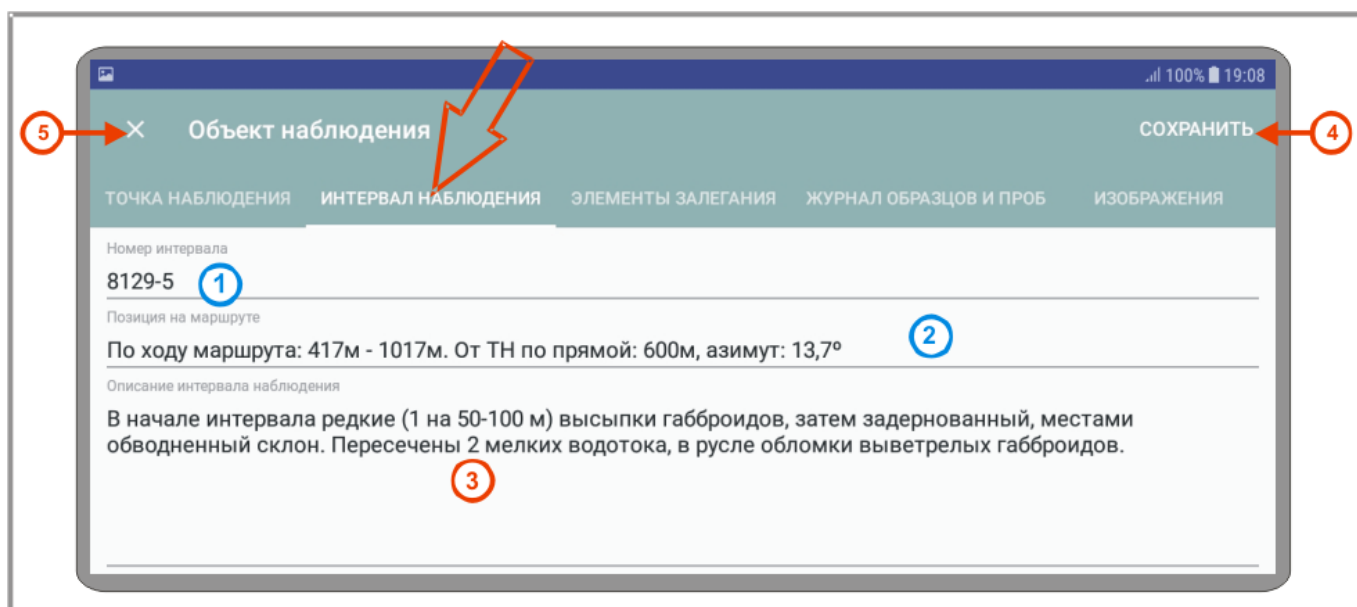 100% 19:08
5 × Объект наблюдения СОХРАНИТЬ 4
ТОЧКА НАБЛЮДЕНИЯ ИНТЕРВАЛ НАБЛЮДЕНИЯ ЭЛЕМЕНТЫ ЗАЛЕГАНИЯ ЖУРНАЛ ОБРАЗЦОВ И ПРОБ ИЗОБРАЖЕНИЯ
Номер интервала
8129-5 1
Позиция на маршруте
По ходу маршрута: 417м - 1017м. От ТН по прямой: 600м, азимут: 13,7º 2
Описание интервала наблюдения
В начале интервала редкие (1 на 50-100 м) высыпки габброидов, затем задернованный, местами
обводненный склон. Пересечены 2 мелких водотока, в русле обломки выветрелых габброидов.
3